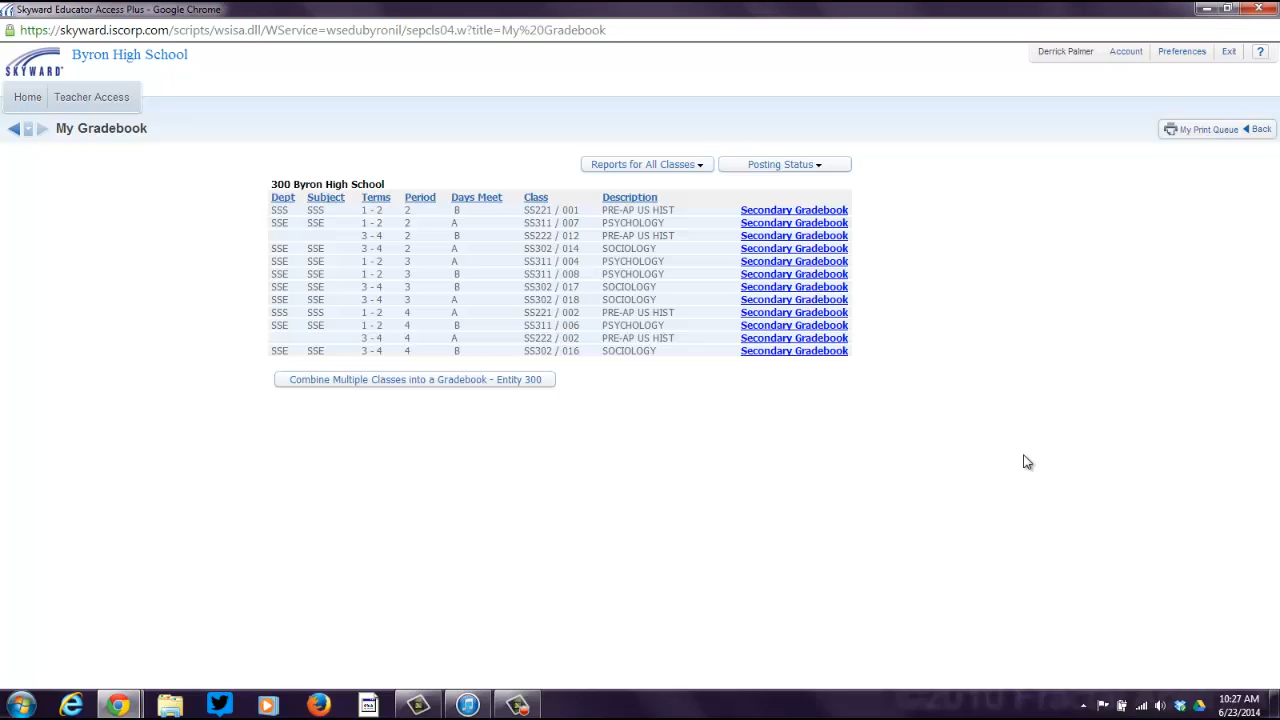 Skyward Educator Access Plus - Google Chrome
https://skyward.iscorp.com/scripts/wsisa.dll/WService=wsedubyronil/sepcls04.w?title=My%20Gradebook
SKYWARD
Byron High School
Derrick Palmer Account Preferences Exit ?
Home Teacher Access
My Gradebook
My Print Queue Back
Reports for All Classes Posting Status
300 Byron High School
Dept Subject Terms Period Days Meet Class Description
SSS SSS 1 - 2 2 B SS221 / 001 PRE-AP US HIST Secondary Gradebook
SSE SSE 1 - 2 2 A SS311 / 007 PSYCHOLOGY Secondary Gradebook
3 - 4 2 B SS222 / 012 PRE-AP US HIST Secondary Gradebook
SSE SSE 3 - 4 2 A SS302 / 014 SOCIOLOGY Secondary Gradebook
SSE SSE 1 - 2 3 A SS311 / 004 PSYCHOLOGY Secondary Gradebook
SSE SSE 1 - 2 3 B SS311 / 008 PSYCHOLOGY Secondary Gradebook
SSE SSE 3 - 4 3 B SS302 / 017 SOCIOLOGY Secondary Gradebook
SSE SSE 3 - 4 3 A SS302 / 018 SOCIOLOGY Secondary Gradebook
SSS SSS 1 - 2 4 A SS221 / 002 PRE-AP US HIST Secondary Gradebook
SSE SSE 1 - 2 4 B SS311 / 006 PSYCHOLOGY Secondary Gradebook
3 - 4 4 A SS222 / 002 PRE-AP US HIST Secondary Gradebook
SSE SSE 3 - 4 4 B SS302 / 016 SOCIOLOGY Secondary Gradebook
Combine Multiple Classes into a Gradebook - Entity 300
10:27 AM
6/23/2014